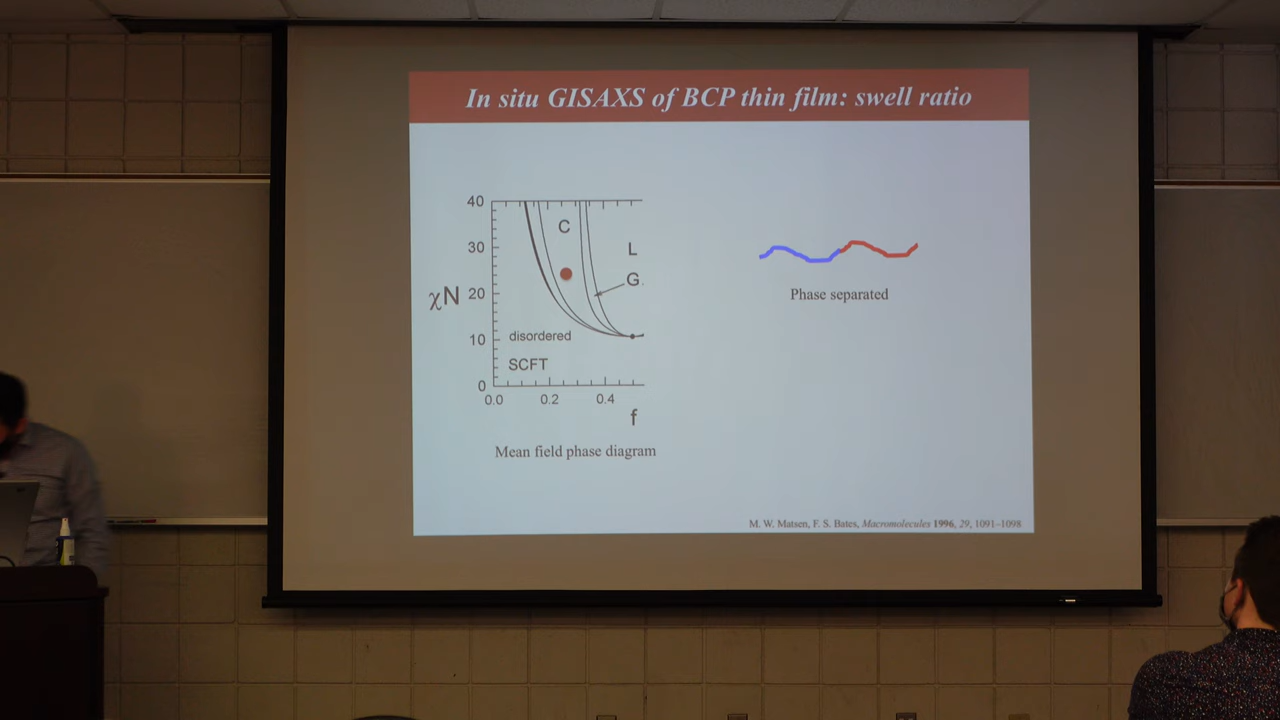 In situ GISAXS of BCP thin film: swell ratio
40
30
20
10
0
χN
C
L
G
disordered
SCFT
0.0 0.2 0.4
f
Mean field phase diagram
Phase separated
M. W. Matsen, F. S. Bates, Macromolecules 1996, 29, 1091–1098